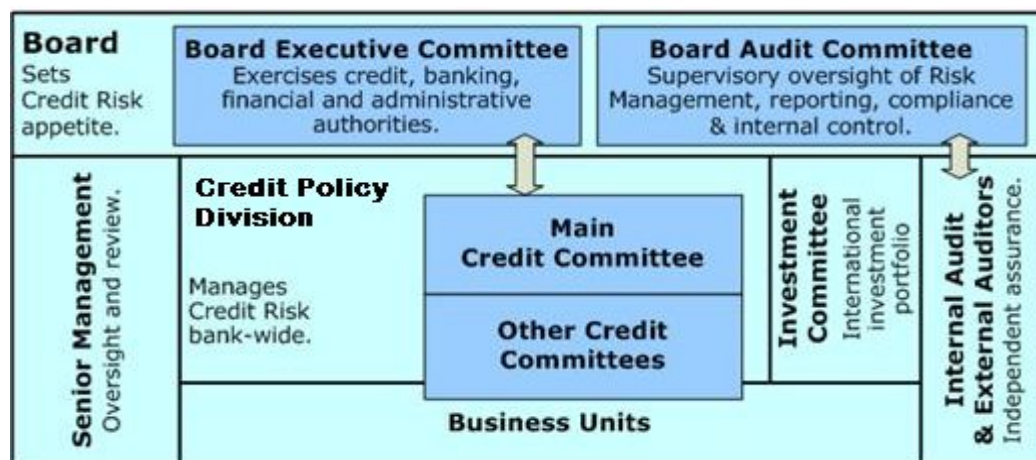 Board
Sets
Credit Risk
appetite.
Board Executive Committee
Exercises credit, banking,
financial and administrative
authorities.
Board Audit Committee
Supervisory oversight of Risk
Management, reporting, compliance
& internal control.
Senior Management
Oversight and review.
Credit Policy
Division
Manages
Credit Risk
bank-wide.
Main
Credit Committee
Other Credit
Committees
Investment
Committee
International
investment
portfolio
Internal Audit
& External Auditors
Independent assurance.
Business Units